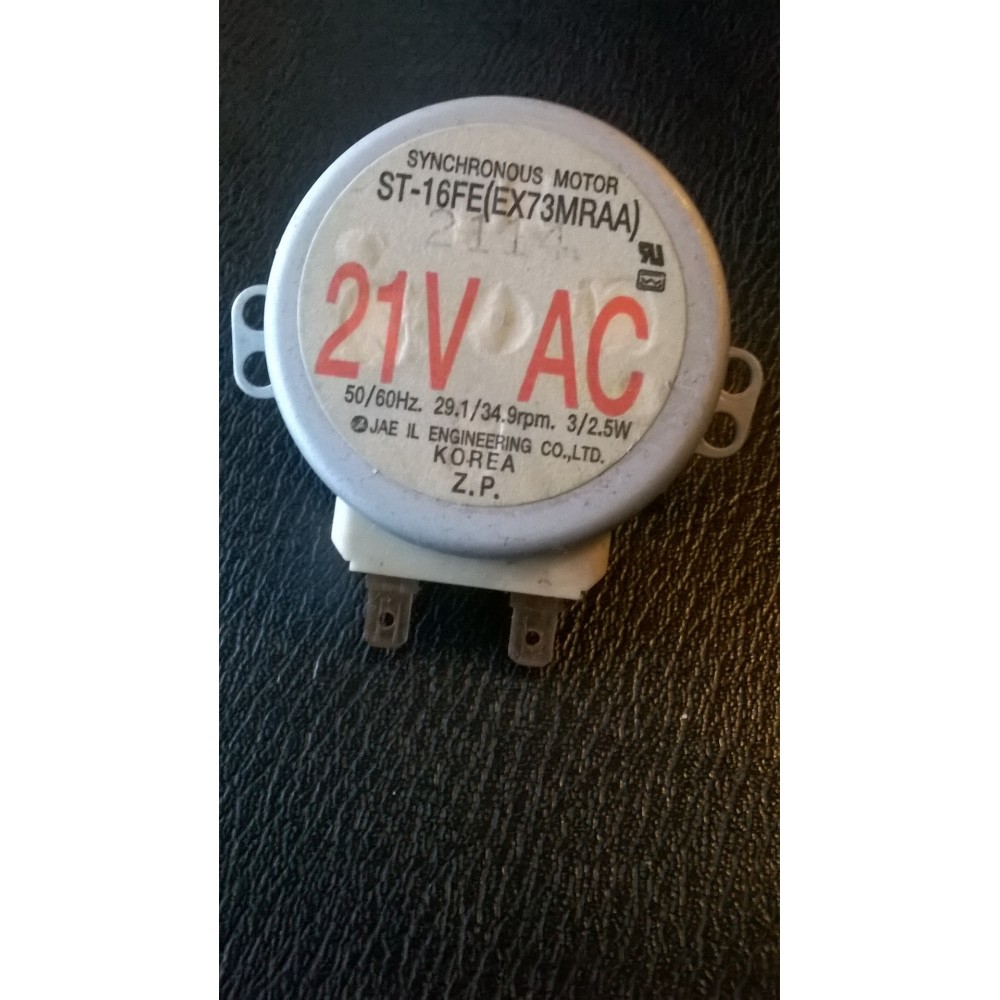 SYNCHRONOUS MOTOR
ST-16FE(EX73MRAA)
2114
21V AC
50/60Hz. 29.1/34.9rpm. 3/2.5W
JAE IL ENGINEERING CO.,LTD.
KOREA
Z.P.